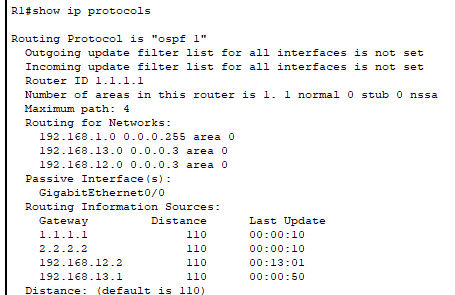 R1#show ip protocols
Routing Protocol is "ospf 1"
Outgoing update filter list for all interfaces is not set
Incoming update filter list for all interfaces is not set
Router ID 1.1.1.1
Number of areas in this router is 1. 1 normal 0 stub 0 nssa
Maximum path: 4
Routing for Networks:
192.168.1.0 0.0.0.255 area 0
192.168.13.0 0.0.0.3 area 0
192.168.12.0 0.0.0.3 area 0
Passive Interface(s):
GigabitEthernet0/0
Routing Information Sources:
Gateway Distance Last Update
1.1.1.1 110 00:00:10
2.2.2.2 110 00:00:10
192.168.12.2 110 00:13:01
192.168.13.1 110 00:00:50
Distance: (default is 110)